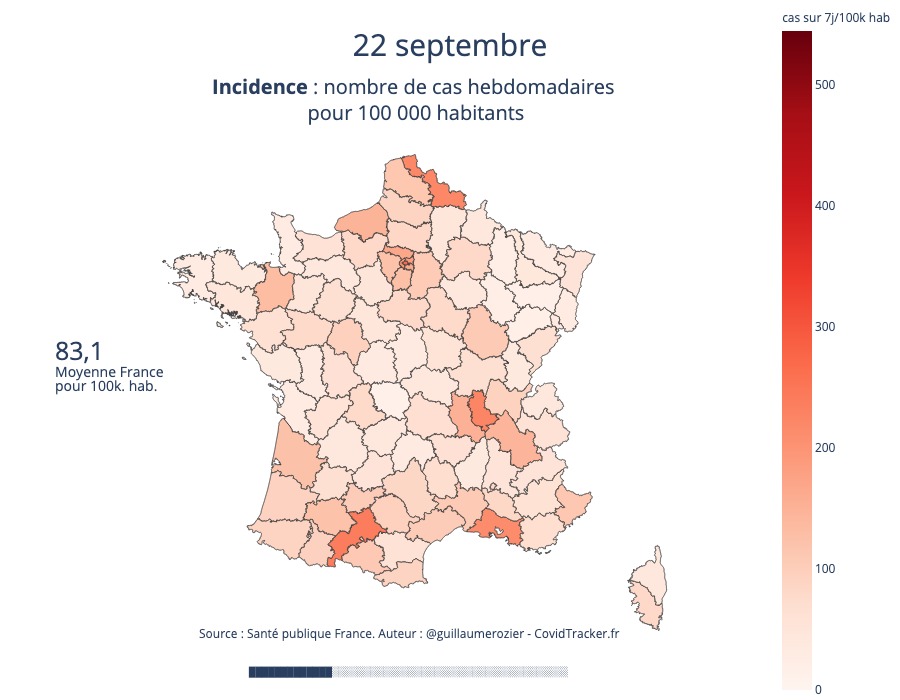 cas sur 7j/100k hab
22 septembre
Incidence : nombre de cas hebdomadaires
pour 100 000 habitants
500
400
300
200
100
0
83,1
Moyenne France
pour 100k. hab.
Source : Santé publique France. Auteur : @guillaumerozier - CovidTracker.fr